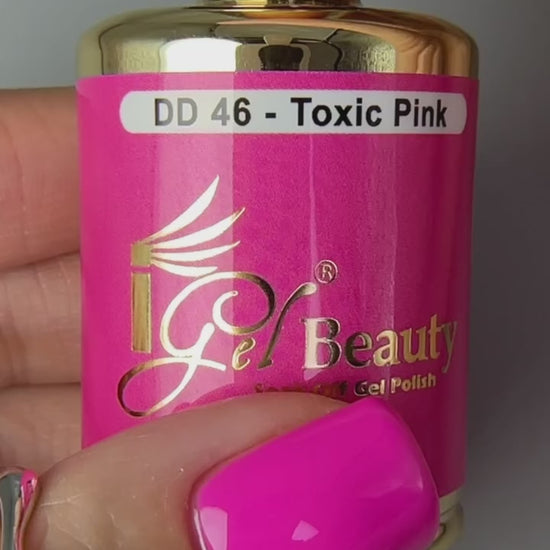 DD 46 - Toxic Pink
iGel® Beauty
Gel Polish